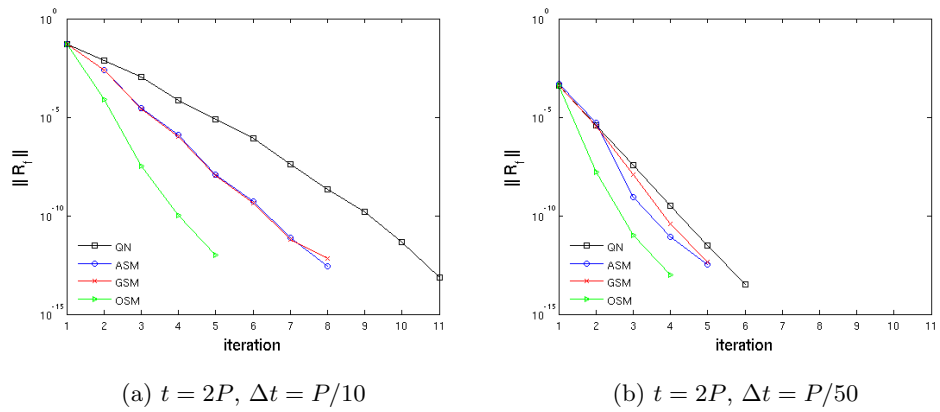 10^0
10^-5
10^-10
10^-15
|| R_f ||
QN
ASM
GSM
OSM
1 2 3 4 5 6 7 8 9 10 11
iteration
(a) t = 2P, Δt = P/10
10^0
10^-5
10^-10
10^-15
|| R_f ||
QN
ASM
GSM
OSM
1 2 3 4 5 6 7 8 9 10 11
iteration
(b) t = 2P, Δt = P/50